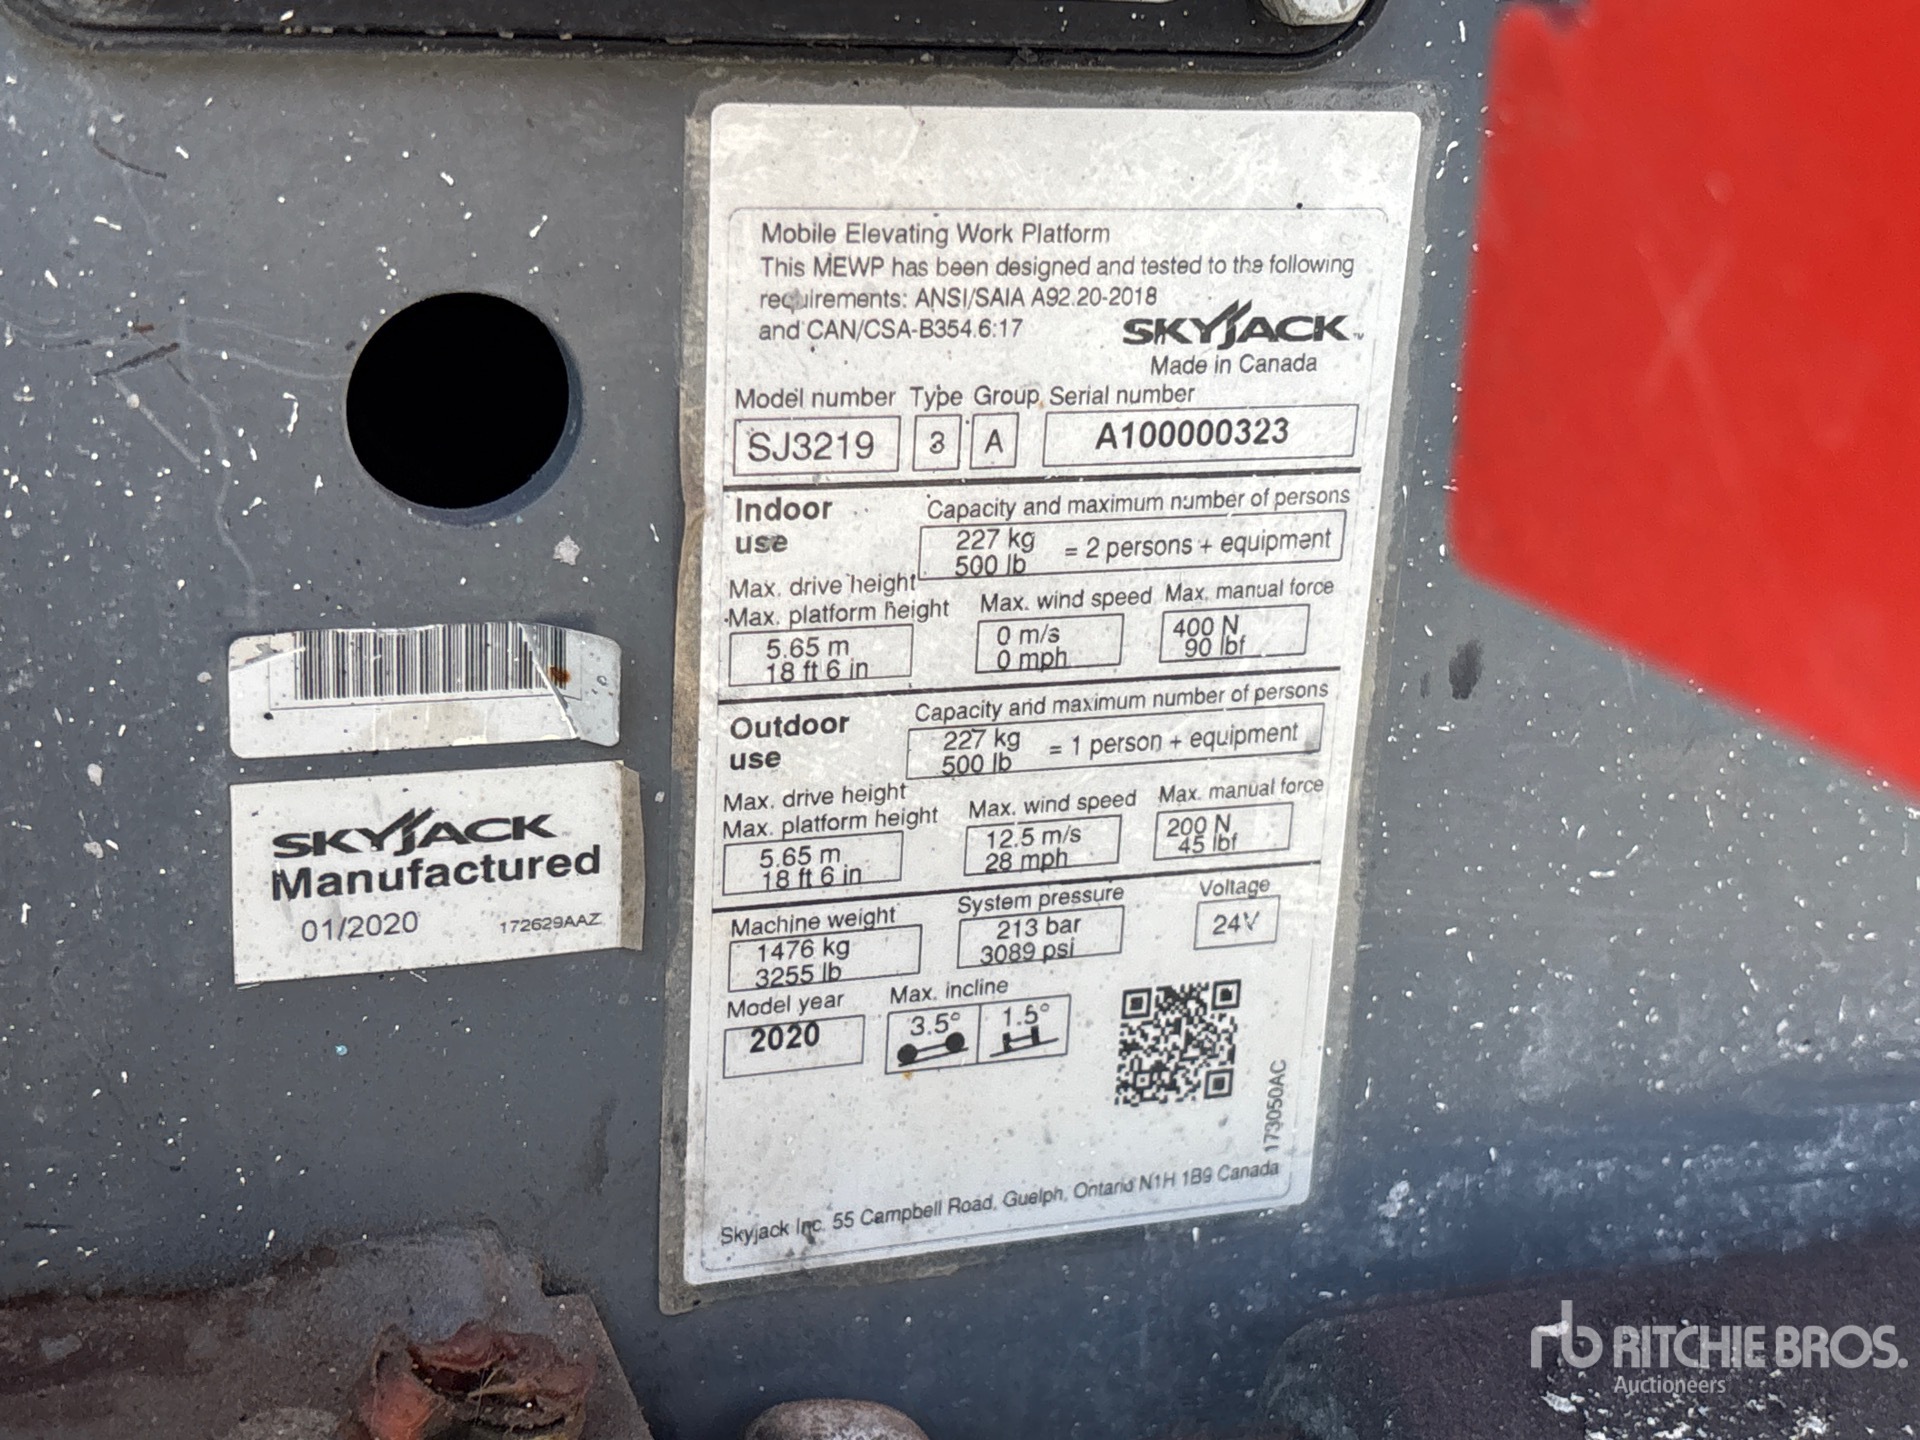 Mobile Elevating Work Platform
This MEWP has been designed and tested to the following
requirements: ANSI/SAIA A92.20-2018
and CAN/CSA-B354.6:17
SKYJACK™
Made in Canada
Model number Type Group Serial number
SJ3219 3 A A100000323
Indoor use
Capacity and maximum number of persons
227 kg
500 lb
= 2 persons + equipment
Max. drive height
Max. platform height Max. wind speed Max. manual force
5.65 m 0 m/s 400 N
18 ft 6 in 0 mph 90 lbf
Outdoor use
Capacity and maximum number of persons
227 kg
500 lb
= 1 person + equipment
Max. drive height
Max. platform height Max. wind speed Max. manual force
5.65 m 12.5 m/s 200 N
18 ft 6 in 28 mph 45 lbf
Machine weight System pressure Voltage
1476 kg 213 bar 24V
3255 lb 3089 psi
Model year Max. incline
2020 3.5° 1.5°
173050AC
Skyjack Inc. 55 Campbell Road, Guelph, Ontario N1H 1B9 Canada
SKYJACK
Manufactured
01/2020 172629AAZ
rb RITCHIE BROS.
Auctioneers